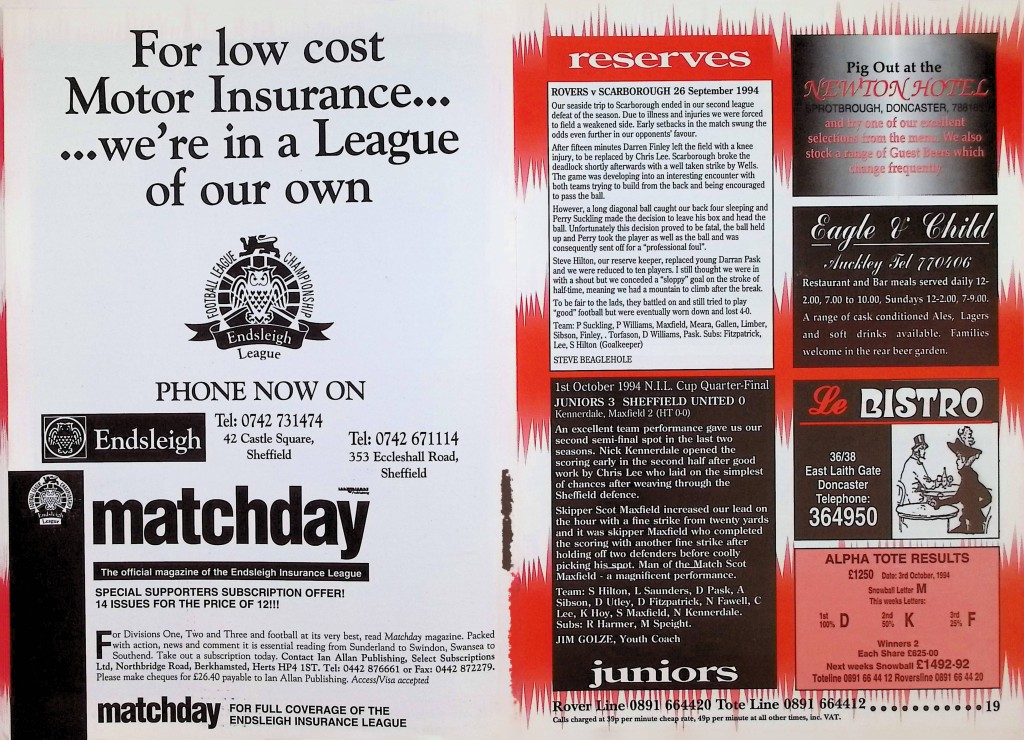 For low cost
Motor Insurance...
...we're in a League
of our own
FOOTBALL LEAGUE CHAMPIONSHIP
Endsleigh
League
PHONE NOW ON
Endsleigh
Tel: 0742 731474
42 Castle Square,
Sheffield
Tel: 0742 671114
353 Eccleshall Road,
Sheffield
Endsleigh
League
matchday
The official magazine of the Endsleigh Insurance League
SPECIAL SUPPORTERS SUBSCRIPTION OFFER!
14 ISSUES FOR THE PRICE OF 12!!!
For Divisions One, Two and Three and football at its very best, read Matchday magazine. Packed
with action, news and comment it is essential reading from Sunderland to Swindon, Swansea to
Southend. Take out a subscription today. Contact Ian Allan Publishing, Select Subscriptions
Ltd, Northbridge Road, Berkhamsted, Herts HP4 1ST. Tel: 0442 876661 or Fax: 0442 872279.
Please make cheques for £26.40 payable to Ian Allan Publishing. Access/Visa accepted
matchday
FOR FULL COVERAGE OF THE
ENDSLEIGH INSURANCE LEAGUE
reserves
ROVERS v SCARBOROUGH 26 September 1994
Our seaside trip to Scarborough ended in our second league
defeat of the season. Due to illness and injuries we were forced
to field a weakened side. Early setbacks in the match swung the
odds even further in our opponents' favour.
After fifteen minutes Darren Finley left the field with a knee
injury, to be replaced by Chris Lee. Scarborough broke the
deadlock shortly afterwards with a well taken strike by Wells.
The game was developing into an interesting encounter with
both teams trying to build from the back and being encouraged
to pass the ball.
However, a long diagonal ball caught our back four sleeping and
Perry Suckling made the decision to leave his box and head the
ball. Unfortunately this decision proved to be fatal, the ball held
up and Perry took the player as well as the ball and was
consequently sent off for a "professional foul".
Steve Hilton, our reserve keeper, replaced young Darran Pask
and we were reduced to ten players. I still thought we were in
with a shout but we conceded a "sloppy" goal on the stroke of
half-time, meaning we had a mountain to climb after the break.
To be fair to the lads, they battled on and still tried to play
"good" football but were eventually worn down and lost 4-0.
Team: P Suckling, P Williams, Maxfield, Meara, Gallen, Limber,
Sibson, Finley, . Torfason, D Williams, Pask. Subs: Fitzpatrick,
Lee, S Hilton (Goalkeeper)
STEVE BEAGLEHOLE
1st October 1994 N.I.L. Cup Quarter-Final
JUNIORS 3 SHEFFIELD UNITED 0
Kennerdale, Maxfield 2 (HT 0-0)
An excellent team performance gave us our
second semi-final spot in the last two
seasons. Nick Kennerdale opened the
scoring early in the second half after good
work by Chris Lee who laid on the simplest
of chances after weaving through the
Sheffield defence.
Skipper Scot Maxfield increased our lead on
the hour with a fine strike from twenty yards
and it was skipper Maxfield who completed
the scoring with another fine strike after
holding off two defenders before coolly
picking his spot. Man of the Match Scot
Maxfield - a magnificent performance.
Team: S Hilton, L Saunders, D Pask, A
Sibson, D Utley, D Fitzpatrick, N Fawell, C
Lee, K Hoy, S Maxfield, N Kennerdale.
Subs: R Harmer, M Speight.
JIM GOLZE, Youth Coach
juniors
Pig Out at the
NEWTON HOTEL
SPROTBROUGH, DONCASTER,
and try one of our excellent
selections from the menu. We also
stock a range of Guest Beers which
change frequently
Eagle & Child
Auckley Tel 770406
Restaurant and Bar meals served daily 12-
2.00, 7.00 to 10.00, Sundays 12-2.00, 7-9.00.
A range of cask conditioned Ales, Lagers
and soft drinks available. Families
welcome in the rear beer garden.
Le BISTRO
36/38
East Laith Gate
Doncaster
Telephone:
364950
ALPHA TOTE RESULTS
£1250 Date: 3rd October, 1994
Snowball Letter M
This weeks Letters:
1st 100% D 2nd 50% K 3rd 25% F
Winners 2
Each Share £625-00
Next weeks Snowball £1492-92
Toteline 0891 66 44 12 Roversline 0891 66 44 20
Rover Line 0891 664420 Tote Line 0891 664412 ............ 19
Calls charged at 39p per minute cheap rate, 49p per minute at all other times, inc. VAT.